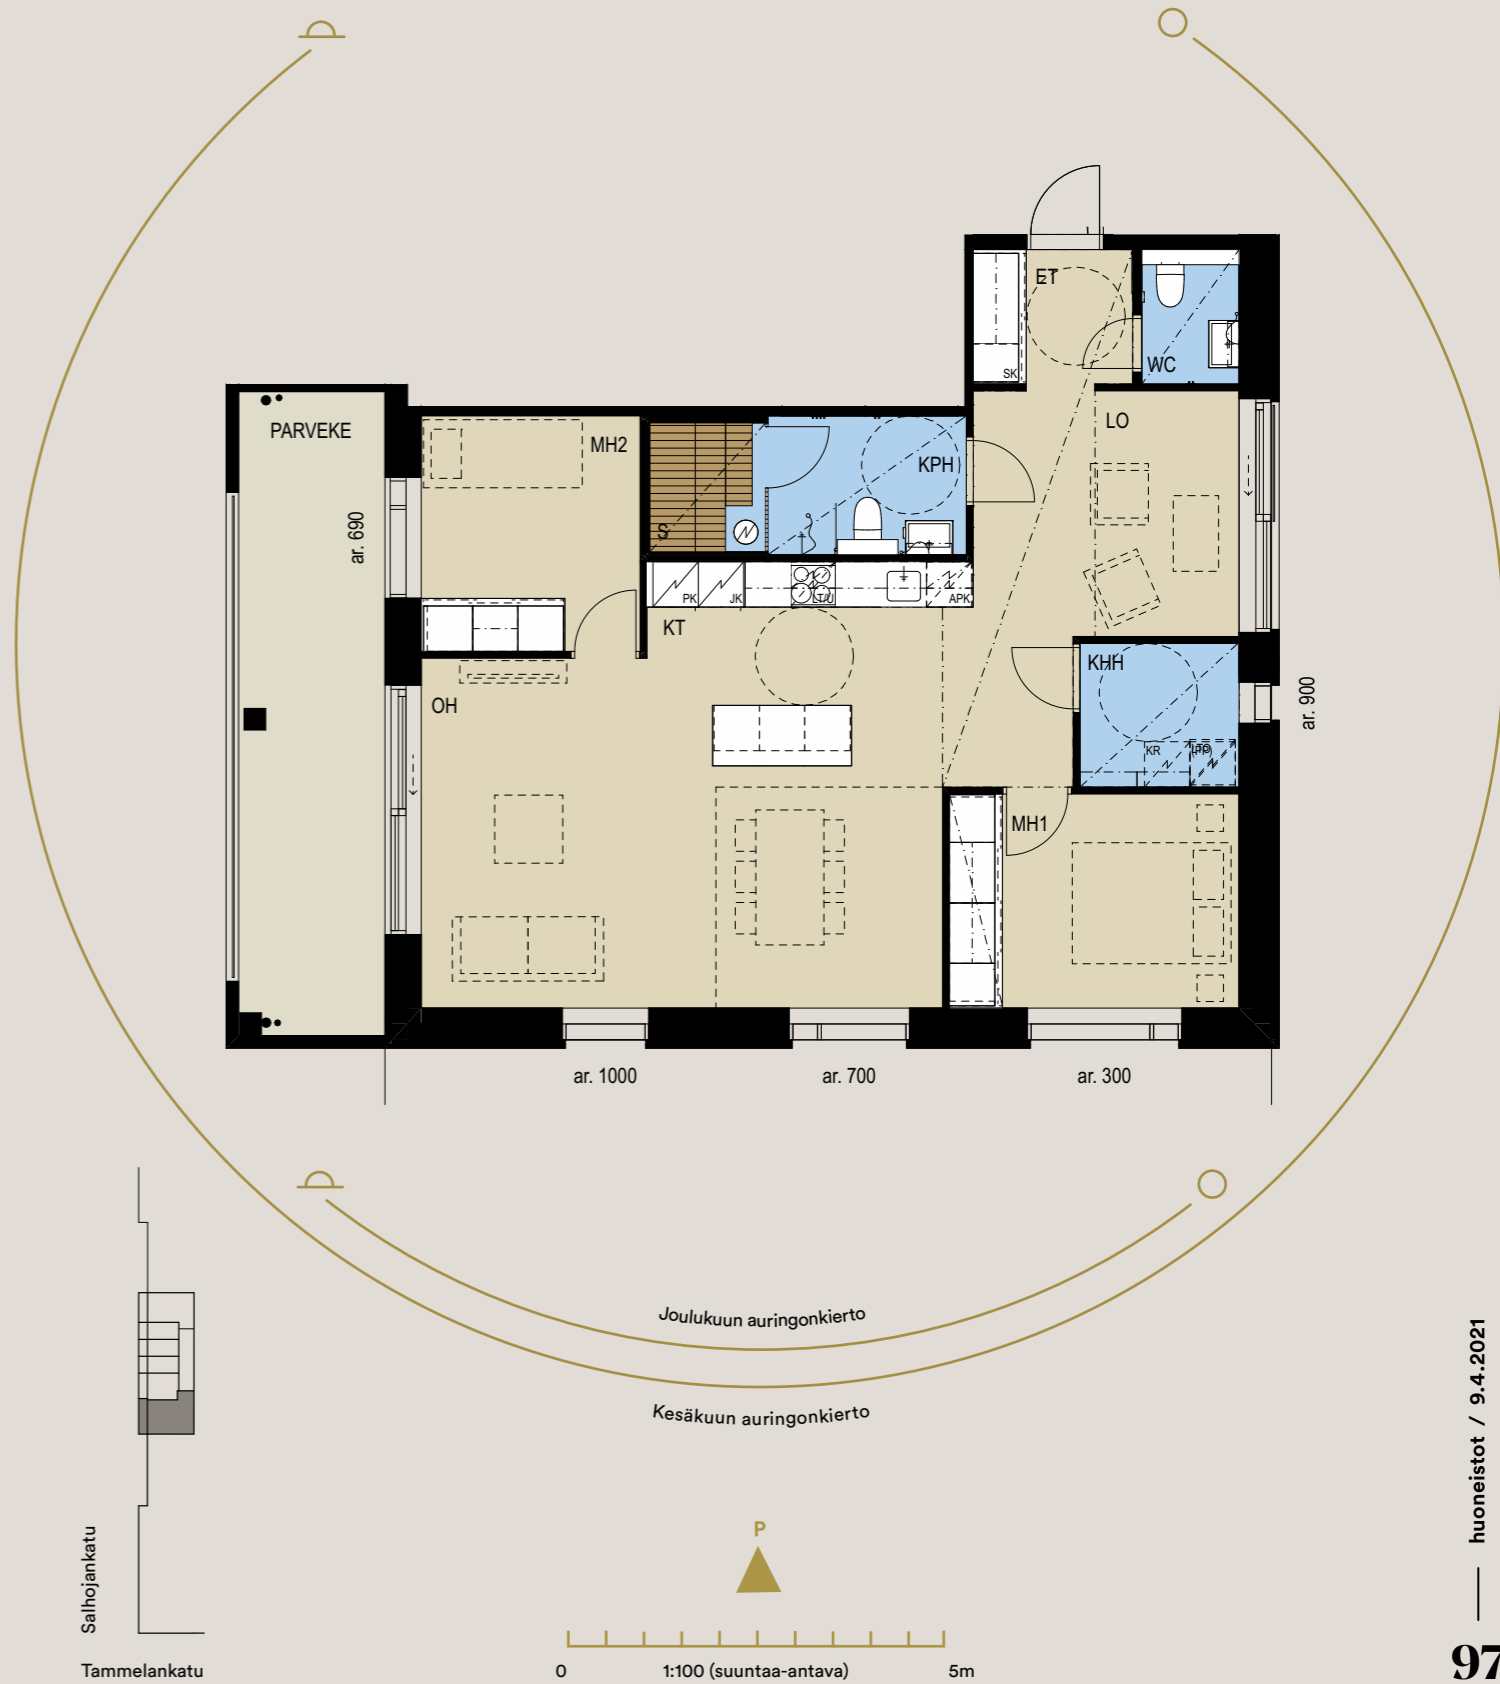 ET
SK
WC
LO
PARVEKE
MH2
KPH
S
ar. 690
PK
JK
LT/U
APK
KT
KHH
OH
KR
ar. 900
MH1
ar. 1000
ar. 700
ar. 300
Joulukuun auringonkierto
Kesäkuun auringonkierto
Salhojankatu
Tammelankatu
P
0
1:100 (suuntaa-antava)
5m
huoneistot / 9.4.2021
97